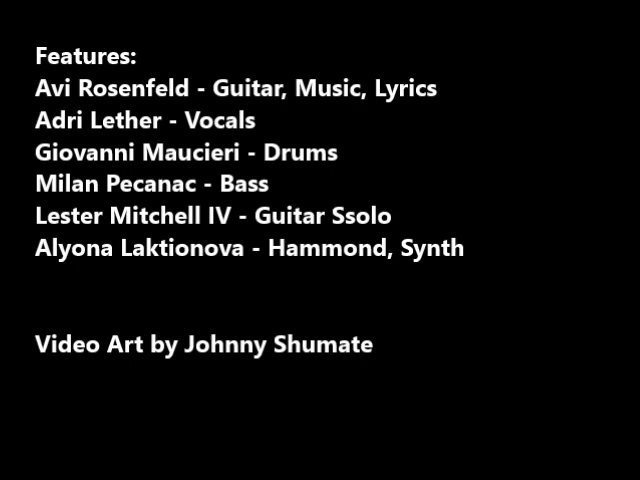 Features:
Avi Rosenfeld - Guitar, Music, Lyrics
Adri Lether - Vocals
Giovanni Maucieri - Drums
Milan Pecanac - Bass
Lester Mitchell IV - Guitar Ssolo
Alyona Laktionova - Hammond, Synth
Video Art by Johnny Shumate